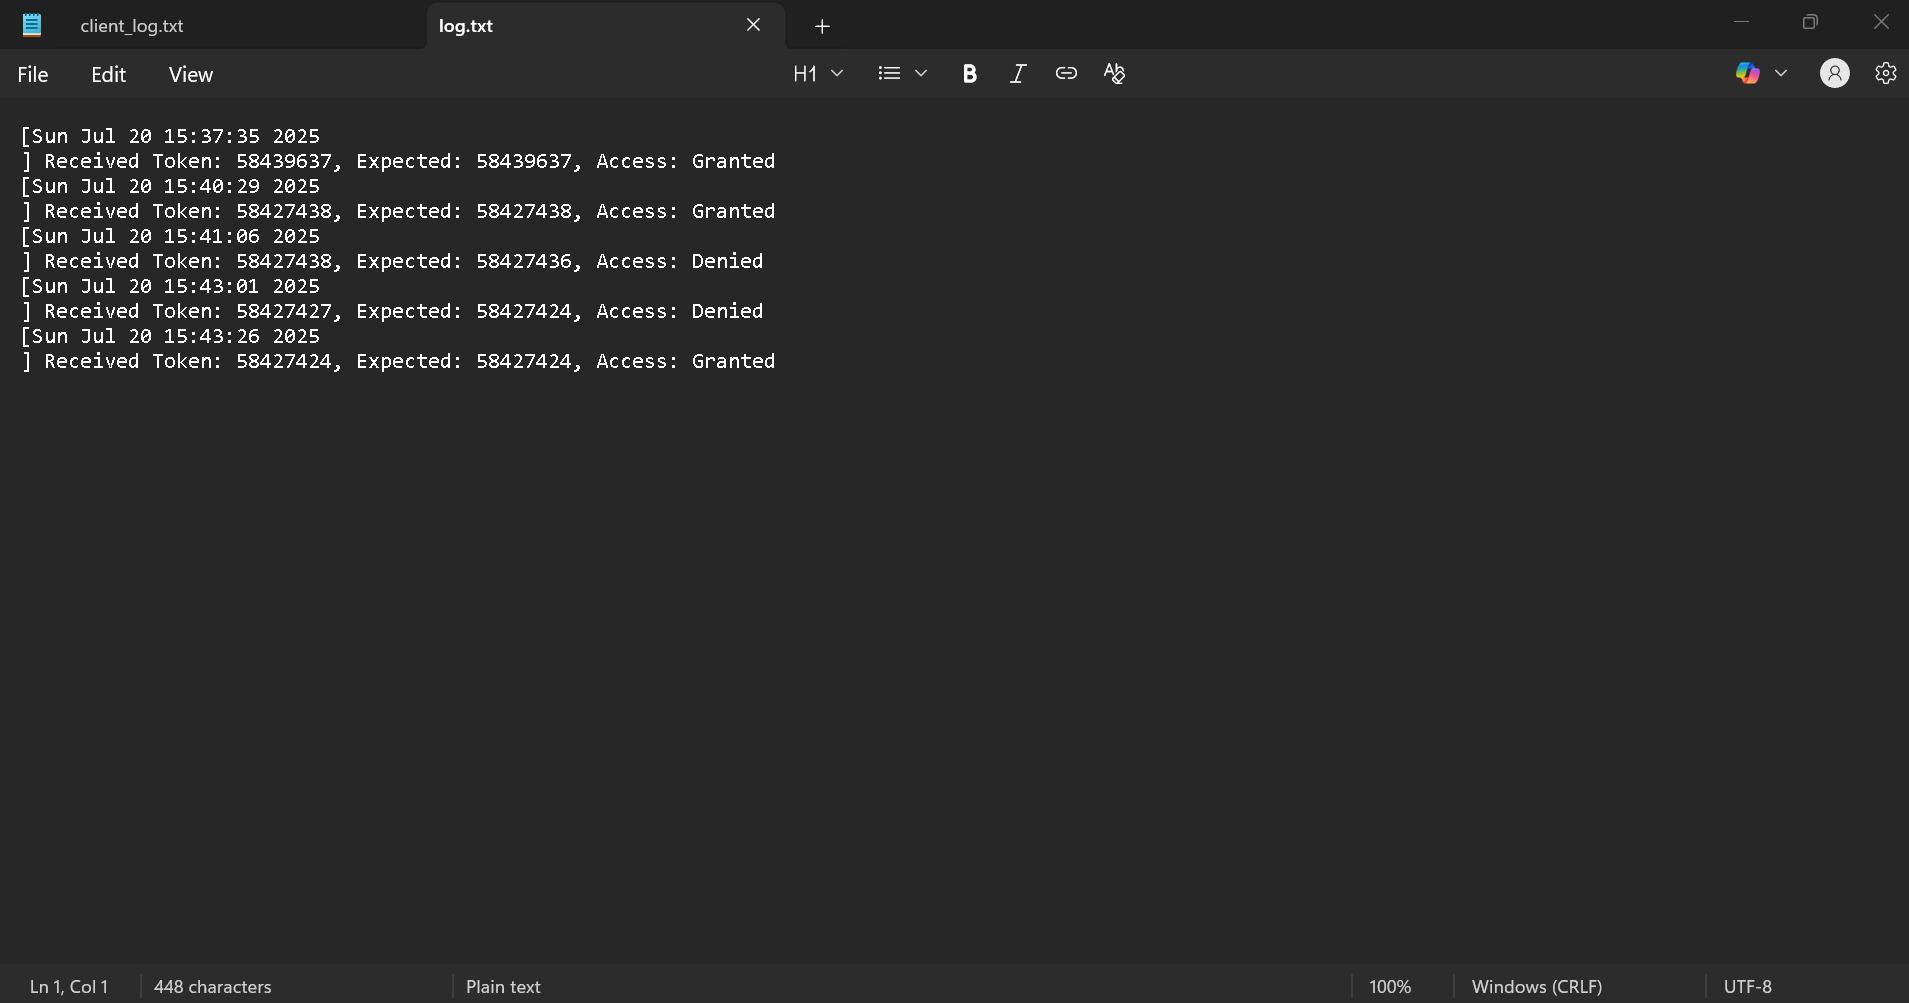 client_log.txt
log.txt
File Edit View
H1
[Sun Jul 20 15:37:35 2025
] Received Token: 58439637, Expected: 58439637, Access: Granted
[Sun Jul 20 15:40:29 2025
] Received Token: 58427438, Expected: 58427438, Access: Granted
[Sun Jul 20 15:41:06 2025
] Received Token: 58427438, Expected: 58427436, Access: Denied
[Sun Jul 20 15:43:01 2025
] Received Token: 58427427, Expected: 58427424, Access: Denied
[Sun Jul 20 15:43:26 2025
] Received Token: 58427424, Expected: 58427424, Access: Granted
Ln 1, Col 1
448 characters
Plain text
100%
Windows (CRLF)
UTF-8